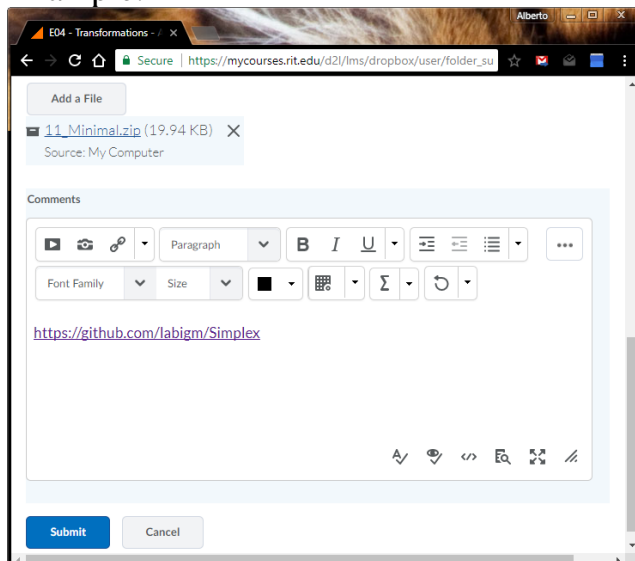 Alberto
E04 - Transformations - /
Secure https://mycourses.rit.edu/d2l/lms/dropbox/user/folder_su
Add a File
11_Minimal.zip (19.94 KB)
Source: My Computer
Comments
Paragraph B I U
Font Family Size Σ
https://github.com/labigm/Simplex
Submit Cancel